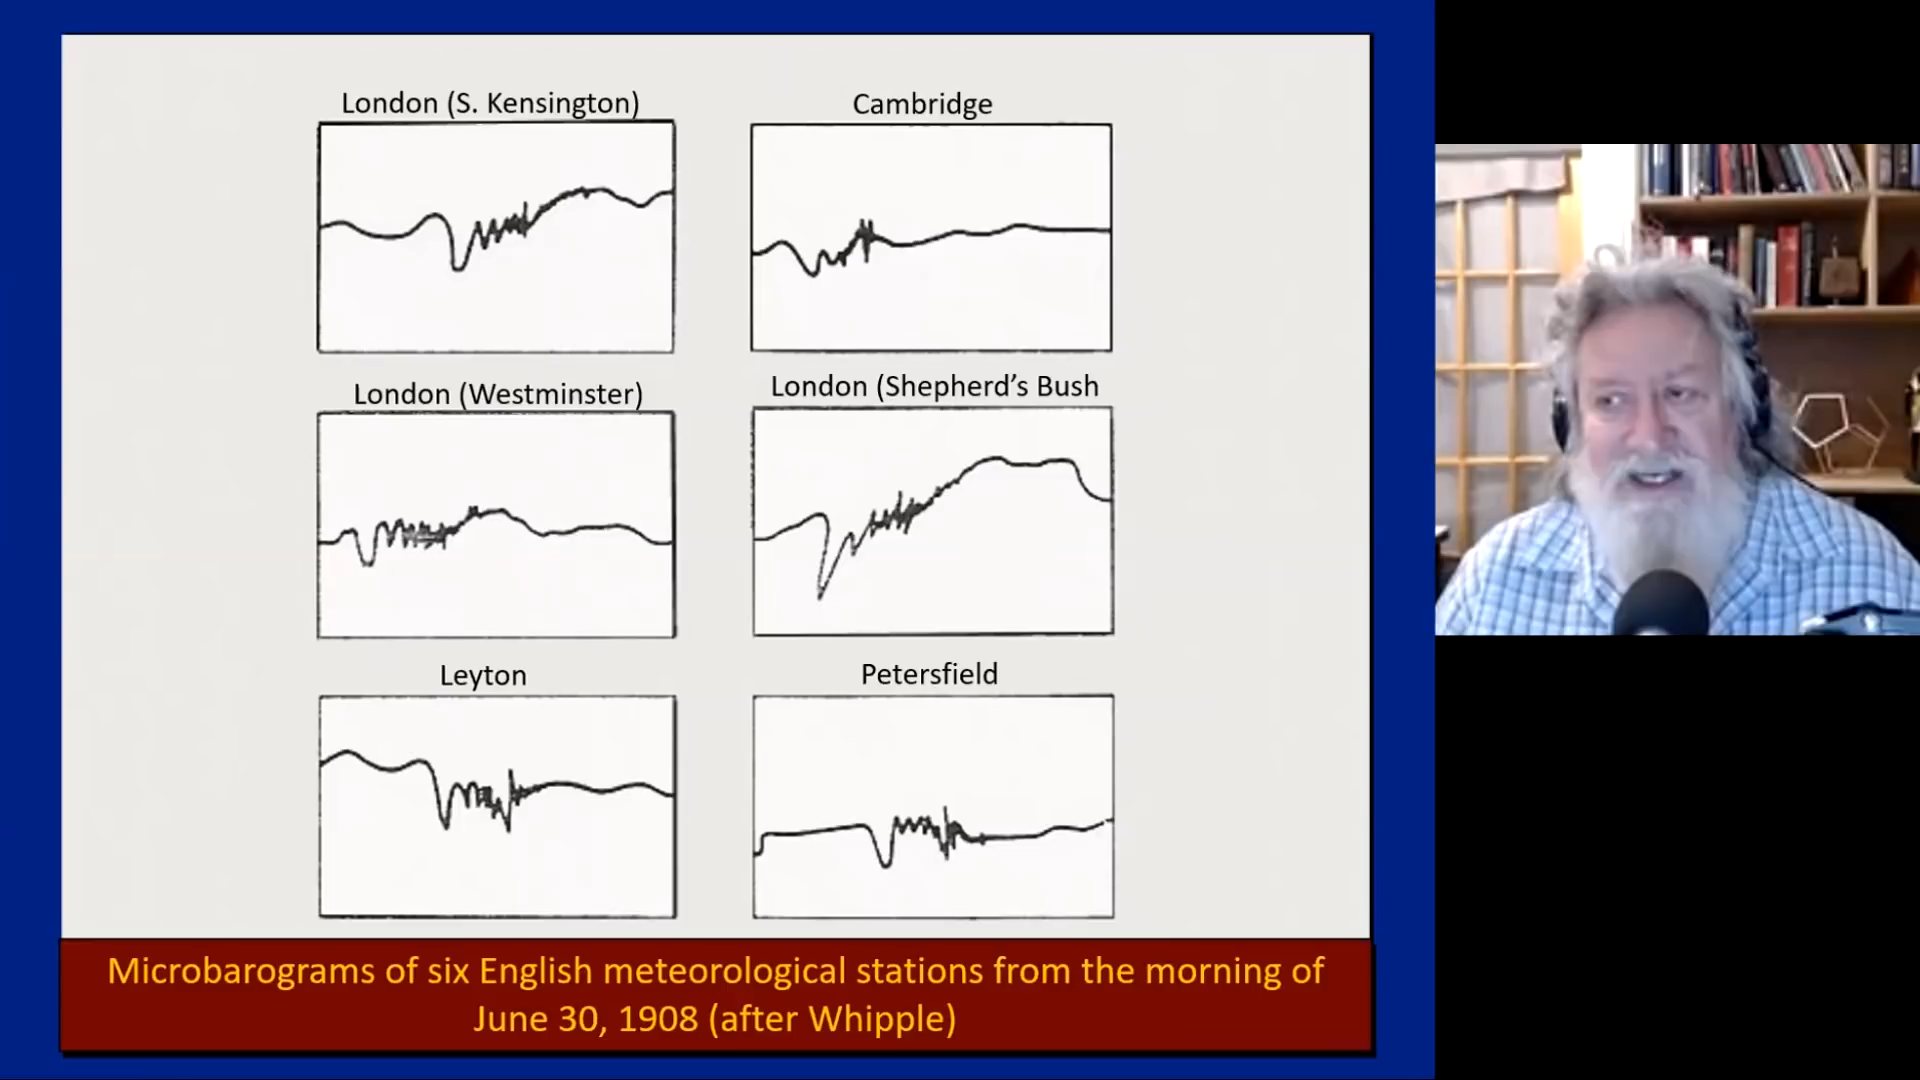 London (S. Kensington)
Cambridge
London (Westminster)
London (Shepherd’s Bush
Leyton
Petersfield
Microbarograms of six English meteorological stations from the morning of
June 30, 1908 (after Whipple)